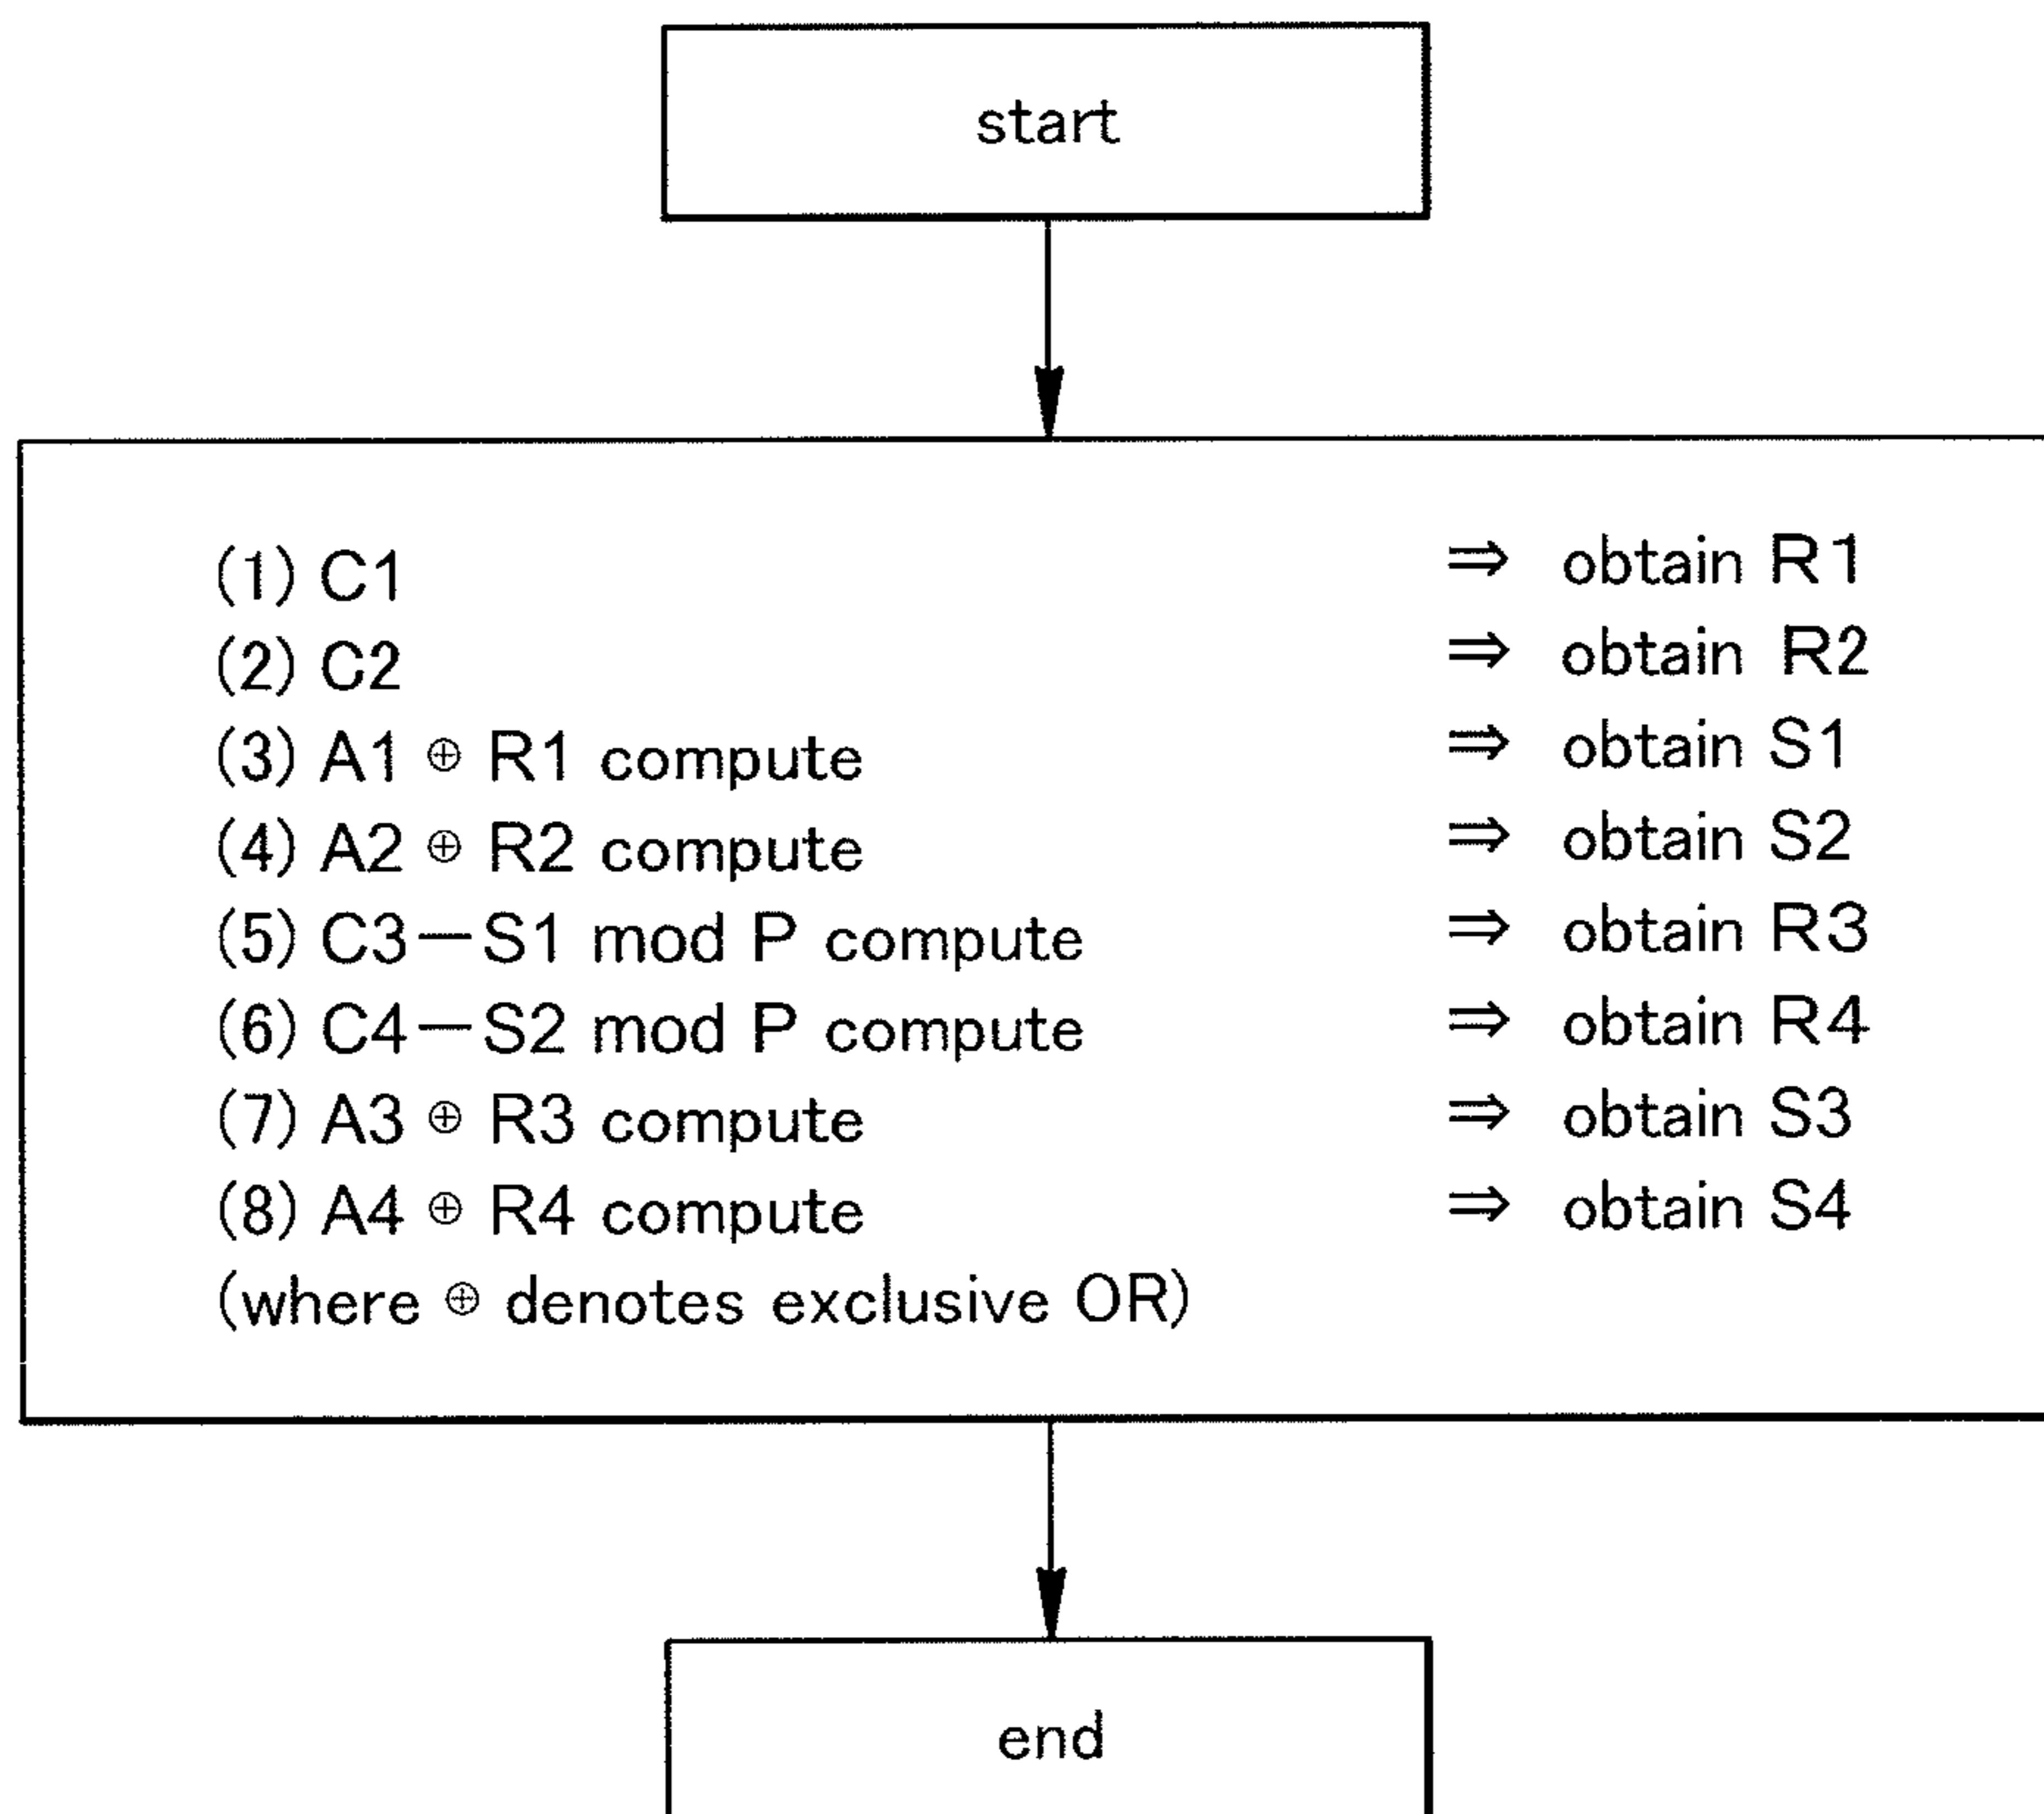 start
(1) C1 ⇒ obtain R1
(2) C2 ⇒ obtain R2
(3) A1 ⊕ R1 compute ⇒ obtain S1
(4) A2 ⊕ R2 compute ⇒ obtain S2
(5) C3－S1 mod P compute ⇒ obtain R3
(6) C4－S2 mod P compute ⇒ obtain R4
(7) A3 ⊕ R3 compute ⇒ obtain S3
(8) A4 ⊕ R4 compute ⇒ obtain S4
(where ⊕ denotes exclusive OR)
end